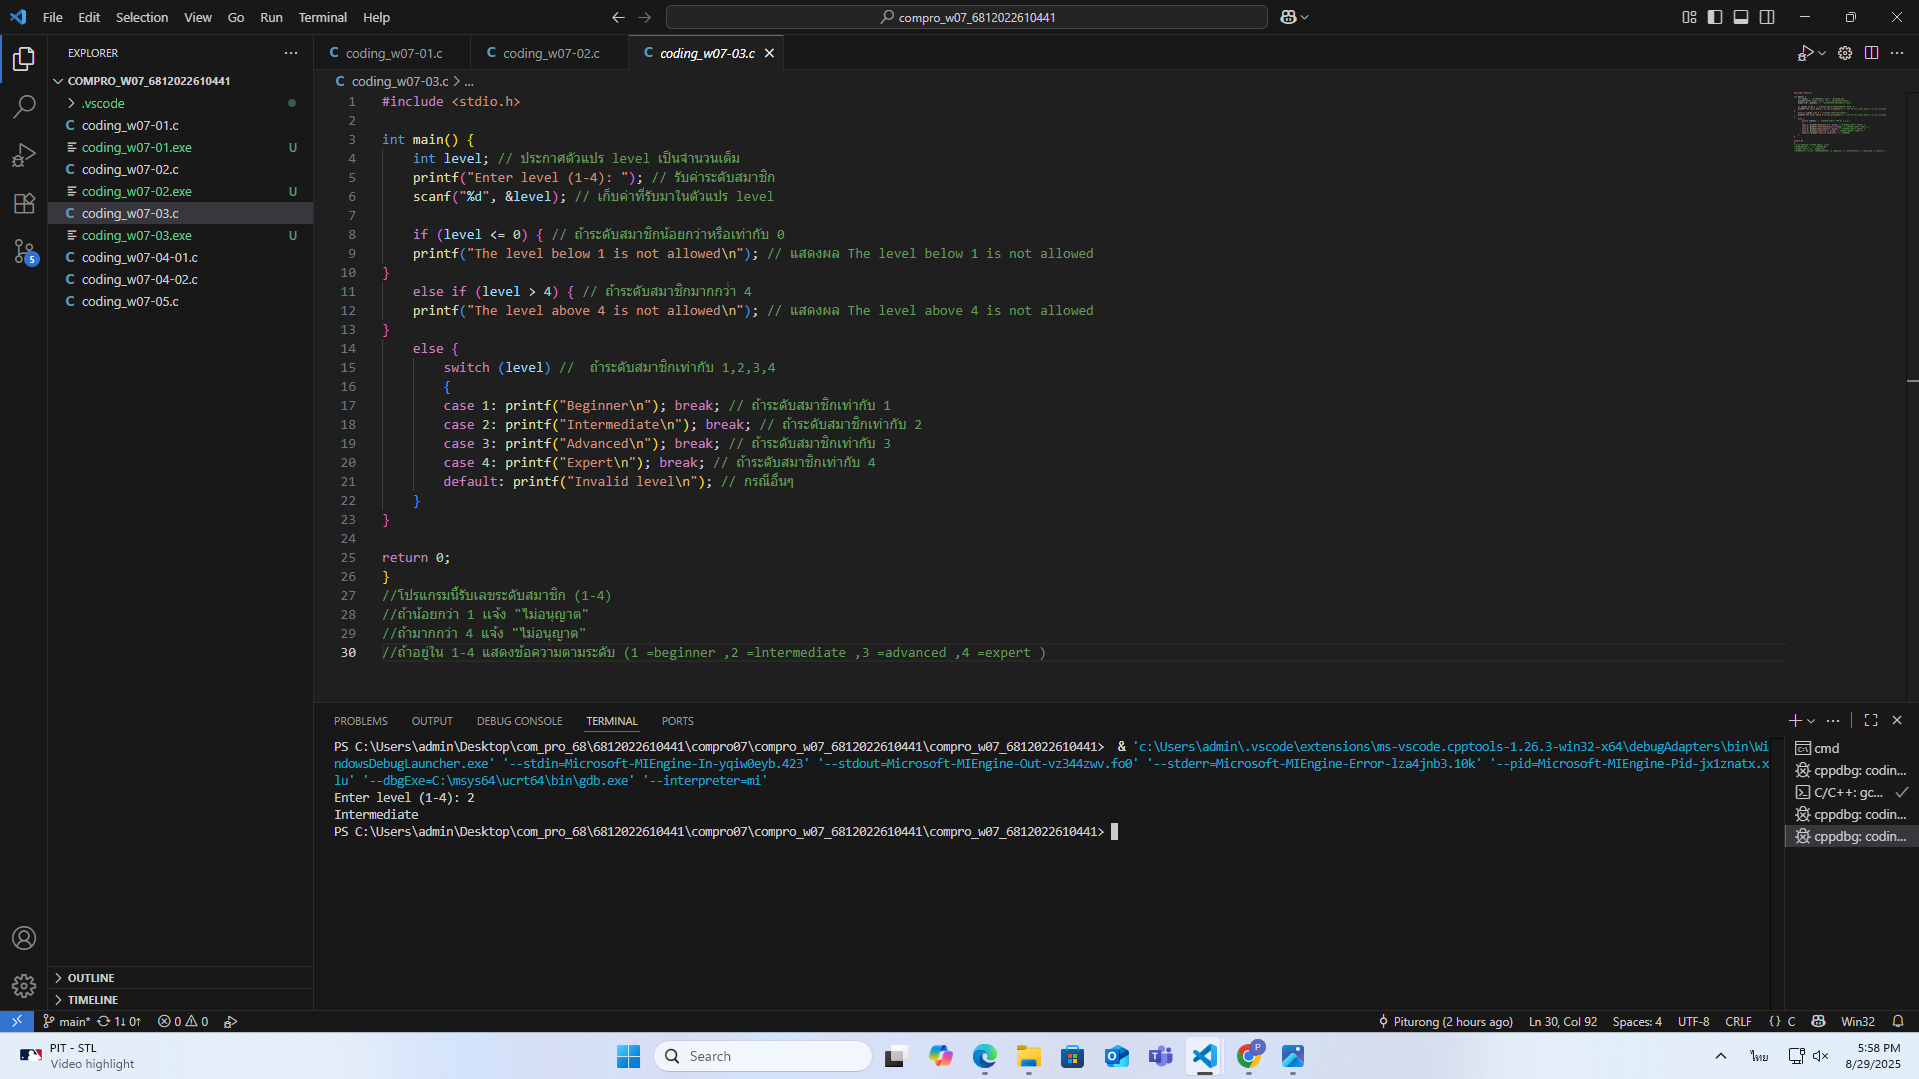 File Edit Selection View Go Run Terminal Help
compro_w07_6812022610441
EXPLORER
COMPRO_W07_6812022610441
.vscode
coding_w07-01.c
coding_w07-01.exe U
coding_w07-02.c
coding_w07-02.exe U
coding_w07-03.c
coding_w07-03.exe U
coding_w07-04-01.c
coding_w07-04-02.c
coding_w07-05.c
OUTLINE
TIMELINE
coding_w07-01.c coding_w07-02.c coding_w07-03.c
coding_w07-03.c > ...
1 #include <stdio.h>
2
3 int main() {
4 int level; // ประกาศตัวแปร level เป็นจำนวนเต็ม
5 printf("Enter level (1-4): "); // รับค่าระดับสมาชิก
6 scanf("%d", &level); // เก็บค่าที่รับมาในตัวแปร level
7
8 if (level <= 0) { // ถ้าระดับสมาชิกน้อยกว่าหรือเท่ากับ 0
9 printf("The level below 1 is not allowed\n"); // แสดงผล The level below 1 is not allowed
10 }
11 else if (level > 4) { // ถ้าระดับสมาชิกมากกว่า 4
12 printf("The level above 4 is not allowed\n"); // แสดงผล The level above 4 is not allowed
13 }
14 else {
15 switch (level) // ถ้าระดับสมาชิกเท่ากับ 1,2,3,4
16 {
17 case 1: printf("Beginner\n"); break; // ถ้าระดับสมาชิกเท่ากับ 1
18 case 2: printf("Intermediate\n"); break; // ถ้าระดับสมาชิกเท่ากับ 2
19 case 3: printf("Advanced\n"); break; // ถ้าระดับสมาชิกเท่ากับ 3
20 case 4: printf("Expert\n"); break; // ถ้าระดับสมาชิกเท่ากับ 4
21 default: printf("Invalid level\n"); // กรณีอื่นๆ
22 }
23 }
24
25 return 0;
26 }
27 //โปรแกรมนี้รับเลขระดับสมาชิก (1-4)
28 //ถ้าน้อยกว่า 1 แจ้ง "ไม่อนุญาต"
29 //ถ้ามากกว่า 4 แจ้ง "ไม่อนุญาต"
30 //ถ้าอยู่ใน 1-4 แสดงข้อความตามระดับ (1 =beginner ,2 =lntermediate ,3 =advanced ,4 =expert )
PROBLEMS OUTPUT DEBUG CONSOLE TERMINAL PORTS
PS C:\Users\admin\Desktop\com_pro_68\6812022610441\compro07\compro_w07_6812022610441\compro_w07_6812022610441> & 'c:\Users\admin\.vscode\extensions\ms-vscode.cpptools-1.26.3-win32-x64\debugAdapters\bin\Wi
ndowsDebugLauncher.exe' '--stdin=Microsoft-MIEngine-In-yqiw0eyb.423' '--stdout=Microsoft-MIEngine-Out-vz344zwv.fo0' '--stderr=Microsoft-MIEngine-Error-lza4jnb3.10k' '--pid=Microsoft-MIEngine-Pid-jx1znatx.x
lu' '--dbgExe=C:\msys64\ucrt64\bin\gdb.exe' '--interpreter=mi'
Enter level (1-4): 2
Intermediate
PS C:\Users\admin\Desktop\com_pro_68\6812022610441\compro07\compro_w07_6812022610441\compro_w07_6812022610441>
cmd
cppdbg: codin...
C/C++: gc...
cppdbg: codin...
cppdbg: codin...
5
main* 1↓ 0↑ 0 0 Piturong (2 hours ago) Ln 30, Col 92 Spaces: 4 UTF-8 CRLF {} C Win32
PIT - STL
Video highlight
Search
P
ไทย
5:58 PM
8/29/2025